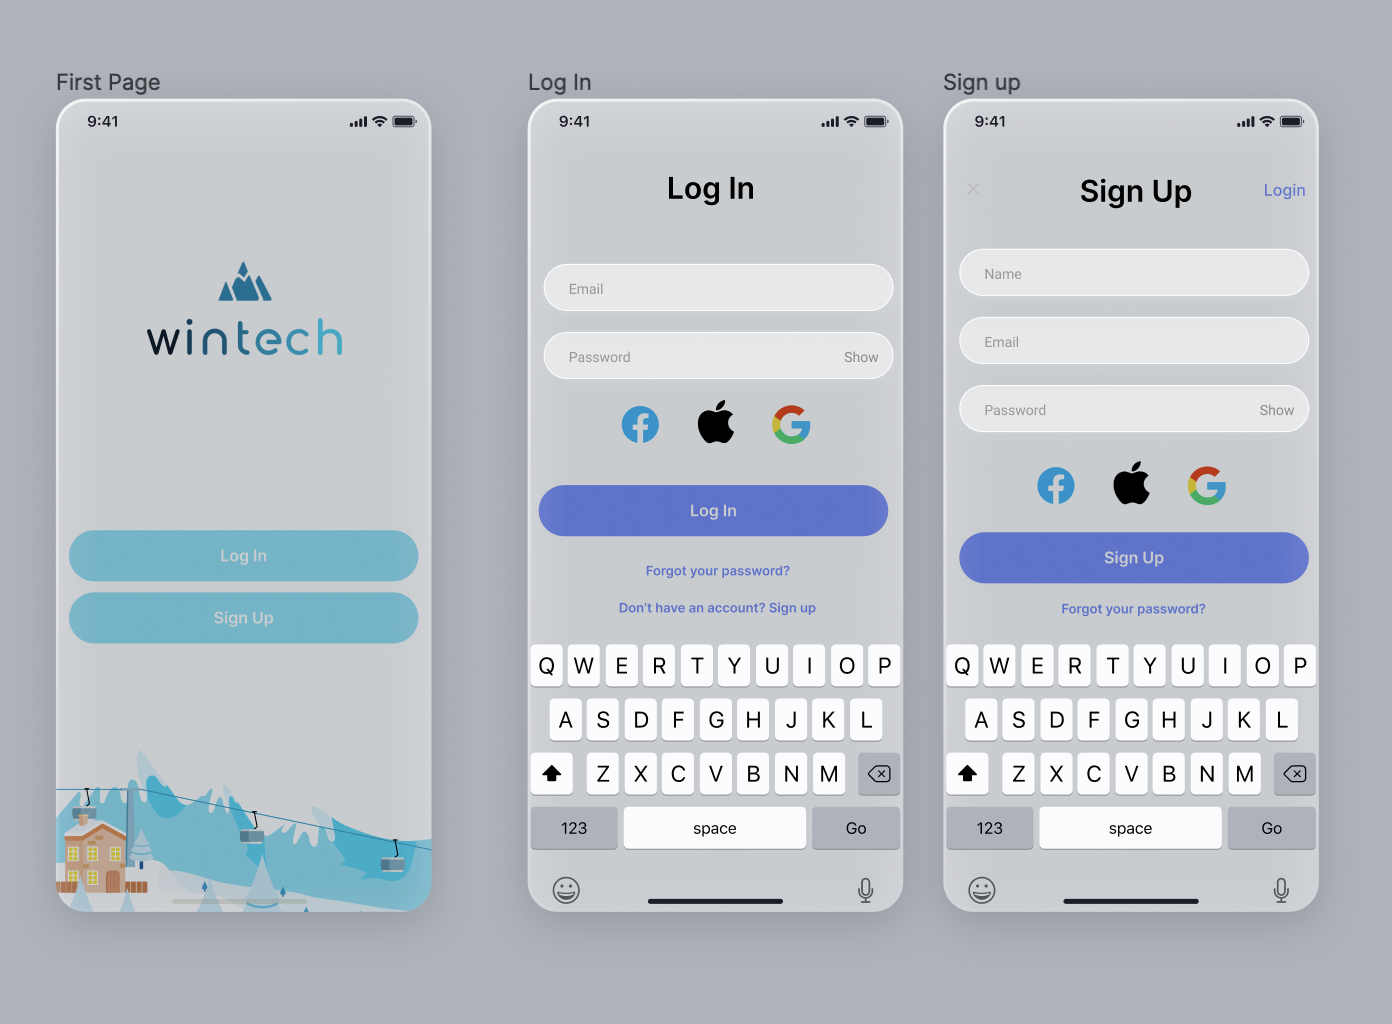 First Page
9:41
wintech
Log In
Sign Up
Log In
9:41
Log In
Email
Password Show
Log In
Forgot your password?
Don't have an account? Sign up
Q W E R T Y U I O P
A S D F G H J K L
Z X C V B N M
123 space Go
Sign up
9:41
Sign Up Login
Name
Email
Password Show
Sign Up
Forgot your password?
Q W E R T Y U I O P
A S D F G H J K L
Z X C V B N M
123 space Go